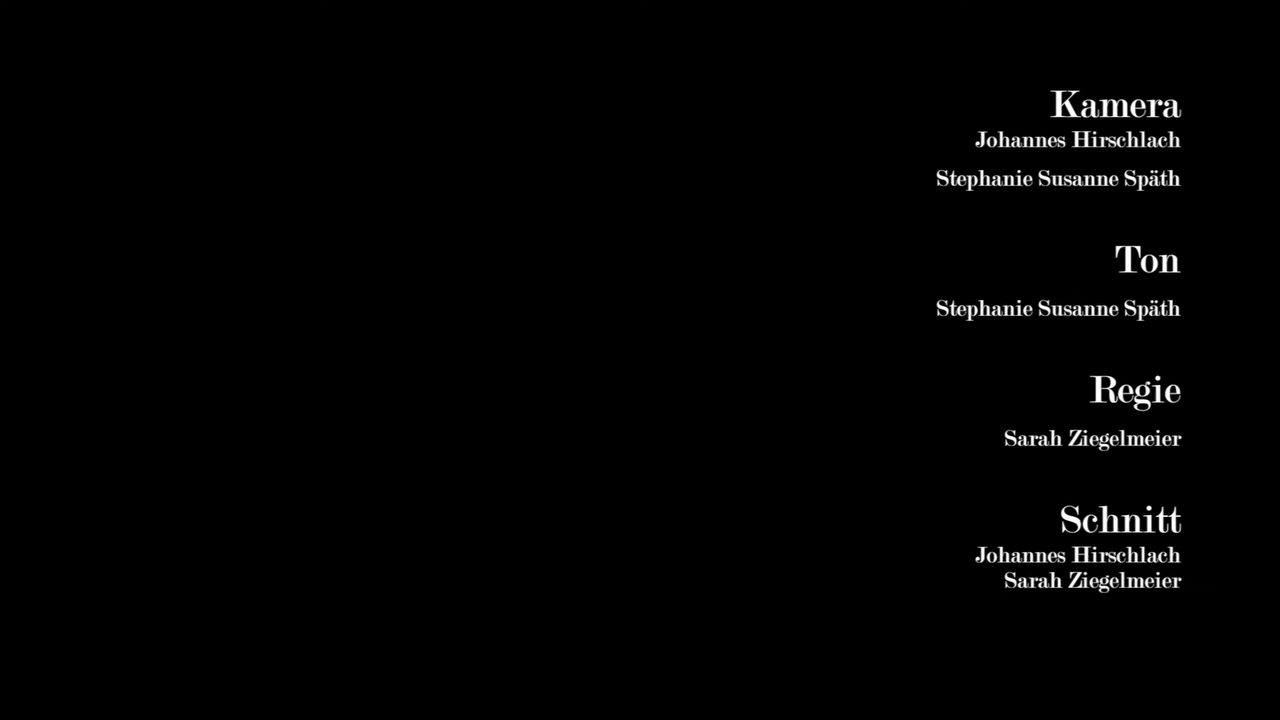 Kamera
Johannes Hirschlach
Stephanie Susanne Späth
Ton
Stephanie Susanne Späth
Regie
Sarah Ziegelmeier
Schnitt
Johannes Hirschlach
Sarah Ziegelmeier